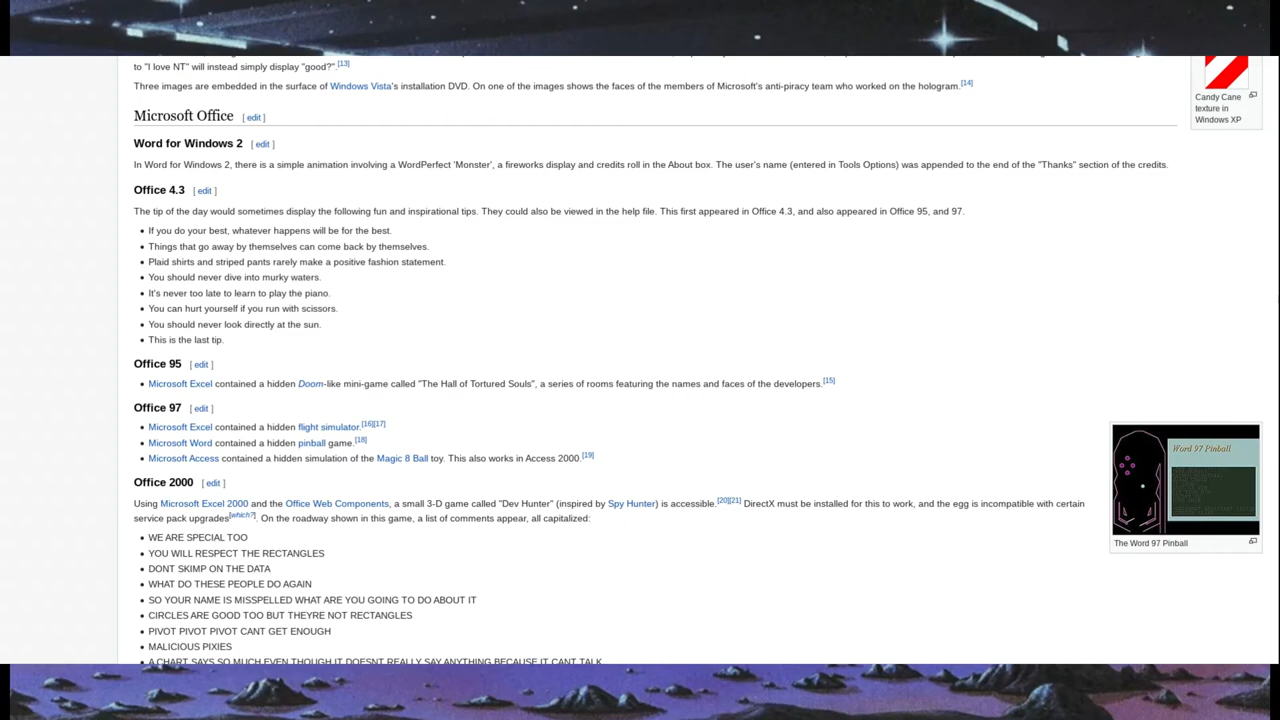 to "I love NT" will instead simply display "good?".[13]
Three images are embedded in the surface of Windows Vista's installation DVD. On one of the images shows the faces of the members of Microsoft's anti-piracy team who worked on the hologram.[14]
Candy Cane
texture in
Windows XP
Microsoft Office [ edit ]
Word for Windows 2 [ edit ]
In Word for Windows 2, there is a simple animation involving a WordPerfect 'Monster', a fireworks display and credits roll in the About box. The user's name (entered in Tools Options) was appended to the end of the "Thanks" section of the credits.
Office 4.3 [ edit ]
The tip of the day would sometimes display the following fun and inspirational tips. They could also be viewed in the help file. This first appeared in Office 4.3, and also appeared in Office 95, and 97.
• If you do your best, whatever happens will be for the best.
• Things that go away by themselves can come back by themselves.
• Plaid shirts and striped pants rarely make a positive fashion statement.
• You should never dive into murky waters.
• It's never too late to learn to play the piano.
• You can hurt yourself if you run with scissors.
• You should never look directly at the sun.
• This is the last tip.
Office 95 [ edit ]
• Microsoft Excel contained a hidden Doom-like mini-game called "The Hall of Tortured Souls", a series of rooms featuring the names and faces of the developers.[15]
Office 97 [ edit ]
• Microsoft Excel contained a hidden flight simulator.[16][17]
• Microsoft Word contained a hidden pinball game.[18]
• Microsoft Access contained a hidden simulation of the Magic 8 Ball toy. This also works in Access 2000.[19]
Word 97 Pinball
The Word 97 Pinball
Office 2000 [ edit ]
Using Microsoft Excel 2000 and the Office Web Components, a small 3-D game called "Dev Hunter" (inspired by Spy Hunter) is accessible.[20][21] DirectX must be installed for this to work, and the egg is incompatible with certain
service pack upgrades[which?]. On the roadway shown in this game, a list of comments appear, all capitalized:
• WE ARE SPECIAL TOO
• YOU WILL RESPECT THE RECTANGLES
• DONT SKIMP ON THE DATA
• WHAT DO THESE PEOPLE DO AGAIN
• SO YOUR NAME IS MISSPELLED WHAT ARE YOU GOING TO DO ABOUT IT
• CIRCLES ARE GOOD TOO BUT THEYRE NOT RECTANGLES
• PIVOT PIVOT PIVOT CANT GET ENOUGH
• MALICIOUS PIXIES
• A CHART SAYS SO MUCH EVEN THOUGH IT DOESNT REALLY SAY ANYTHING BECAUSE IT CANT TALK